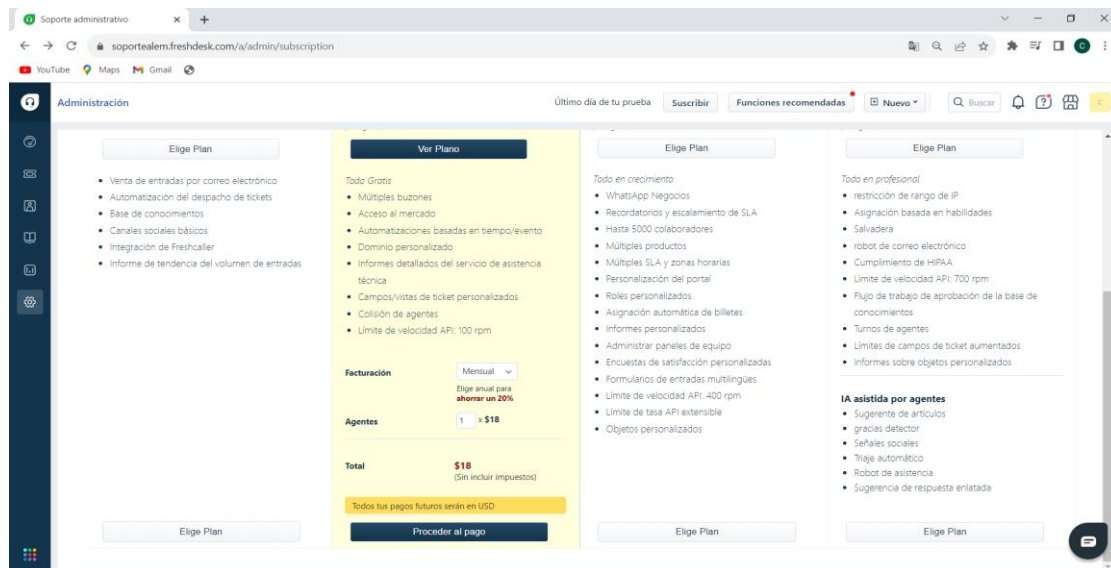 Soporte administrativo
soportealem.freshdesk.com/a/admin/subscription
YouTube Maps Gmail
Administración
Último día de tu prueba
Suscribir
Funciones recomendadas
Nuevo
Buscar
C
Elige Plan
Venta de entradas por correo electrónico
Automatización del despacho de tickets
Base de conocimientos
Canales sociales básicos
Integración de Freshcaller
Informe de tendencia del volumen de entradas
Elige Plan
Ver Plano
Todo Gratis
Múltiples buzones
Acceso al mercado
Automatizaciones basadas en tiempo/evento
Dominio personalizado
Informes detallados del servicio de asistencia
técnica
Campos/vistas de ticket personalizados
Colisión de agentes
Límite de velocidad API: 100 rpm
Facturación
Mensual
Elige anual para
ahorrar un 20%
Agentes
1 x $18
Total
$18
(Sin incluir impuestos)
Todos tus pagos futuros serán en USD
Proceder al pago
Elige Plan
Todo en crecimiento
WhatsApp Negocios
Recordatorios y escalamiento de SLA
Hasta 5000 colaboradores
Múltiples productos
Múltiples SLA y zonas horarias
Personalización del portal
Roles personalizados
Asignación automática de billetes
Informes personalizados
Administrar paneles de equipo
Encuestas de satisfacción personalizadas
Formularios de entradas multilingües
Límite de velocidad API: 400 rpm
Límite de tasa API extensible
Objetos personalizados
Elige Plan
Elige Plan
Todo en profesional
restricción de rango de IP
Asignación basada en habilidades
Salvadera
robot de correo electrónico
Cumplimiento de HIPAA
Límite de velocidad API: 700 rpm
Flujo de trabajo de aprobación de la base de
conocimientos
Turnos de agentes
Límites de campos de ticket aumentados
Informes sobre objetos personalizados
IA asistida por agentes
Sugerente de artículos
gracias detector
Señales sociales
Triaje automático
Robot de asistencia
Sugerencia de respuesta enlatada
Elige Plan